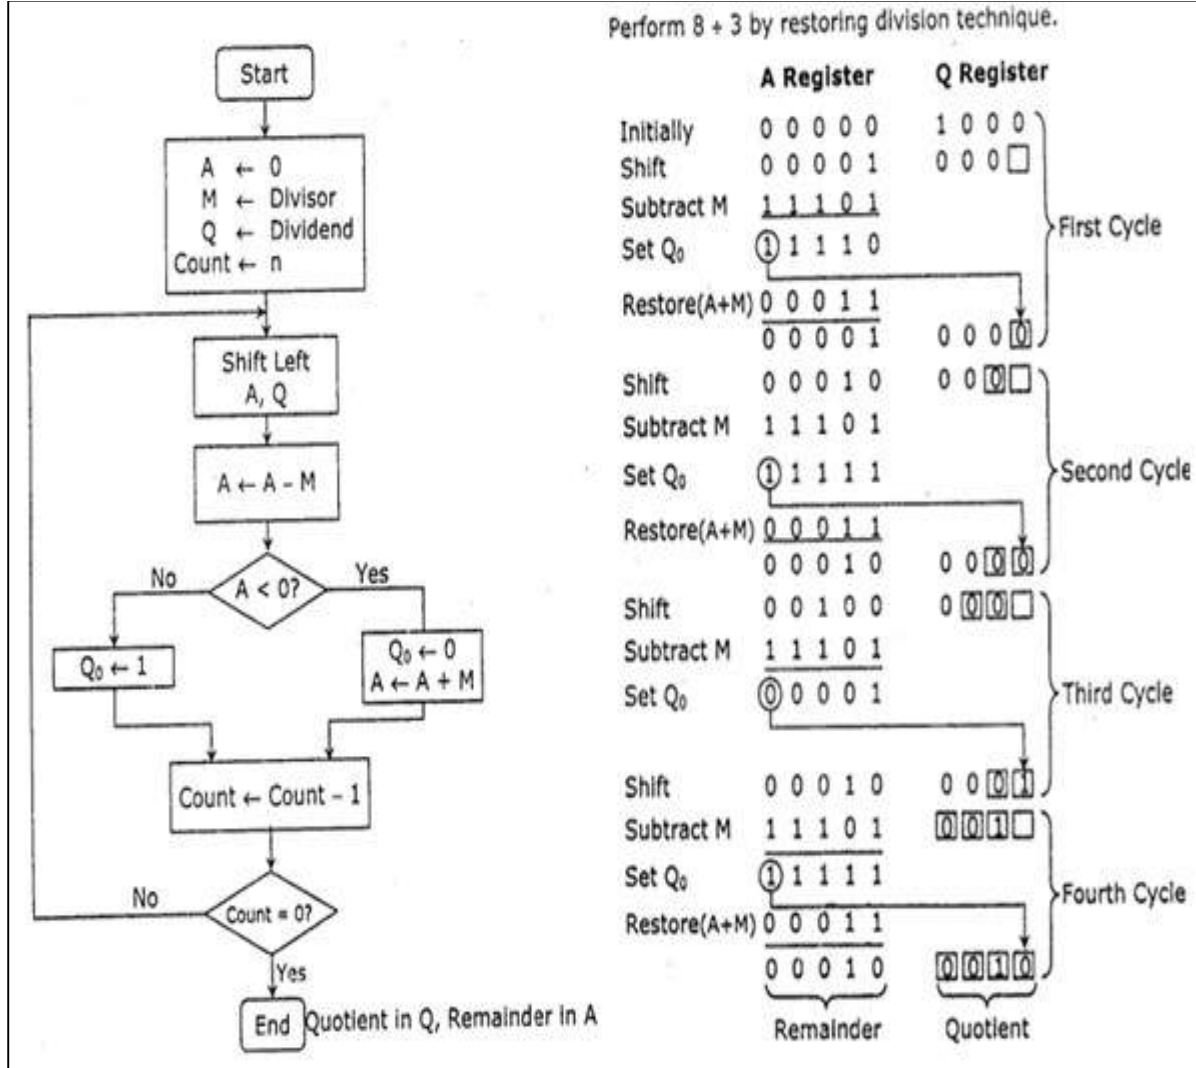 Start
A ← 0
M ← Divisor
Q ← Dividend
Count ← n
Shift Left
A, Q
A ← A – M
A < 0?
No
Yes
Q₀ ← 1
Q₀ ← 0
A ← A + M
Count ← Count – 1
Count = 0?
No
Yes
End
Quotient in Q, Remainder in A
Perform 8 ÷ 3 by restoring division technique.
A Register Q Register
Initially 0 0 0 0 0 1 0 0 0
Shift 0 0 0 0 1 0 0 0
Subtract M 1 1 1 0 1
Set Q₀ 1 1 1 1 0
First Cycle
Restore(A+M) 0 0 0 1 1
0 0 0 0 1 0 0 0 0
Shift 0 0 0 1 0 0 0 0
Subtract M 1 1 1 0 1
Set Q₀ 1 1 1 1 1
Second Cycle
Restore(A+M) 0 0 0 1 1
0 0 0 1 0 0 0 0 0
Shift 0 0 1 0 0 0 0 0
Subtract M 1 1 1 0 1
Set Q₀ 0 0 0 0 1
Third Cycle
Shift 0 0 0 1 0 0 0 0 1
Subtract M 1 1 1 0 1 0 0 1
Set Q₀ 1 1 1 1 1
Fourth Cycle
Restore(A+M) 0 0 0 1 1
0 0 0 1 0 0 0 1 0
Remainder Quotient